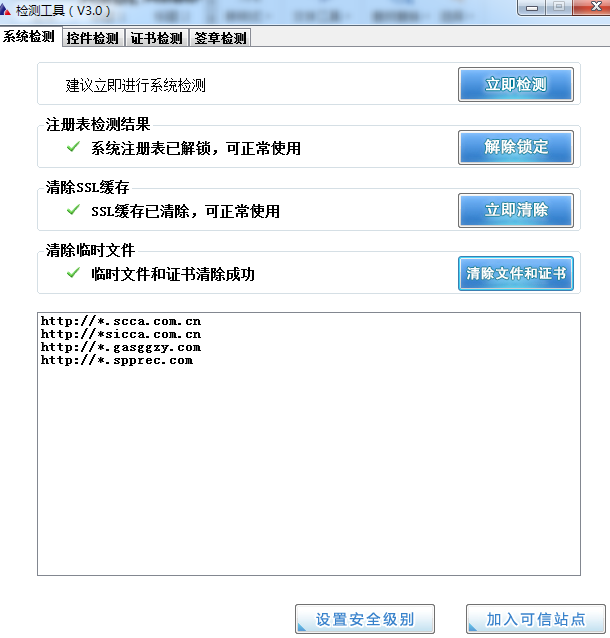 检测工具（V3.0）
系统检测 控件检测 证书检测 签章检测
建议立即进行系统检测 立即检测
注册表检测结果
系统注册表已解锁，可正常使用 解除锁定
清除SSL缓存
SSL缓存已清除，可正常使用 立即清除
清除临时文件
临时文件和证书清除成功 清除文件和证书
http://*.scca.com.cn
http://*sicca.com.cn
http://*.gasggzy.com
http://*.spprec.com
设置安全级别 加入可信站点